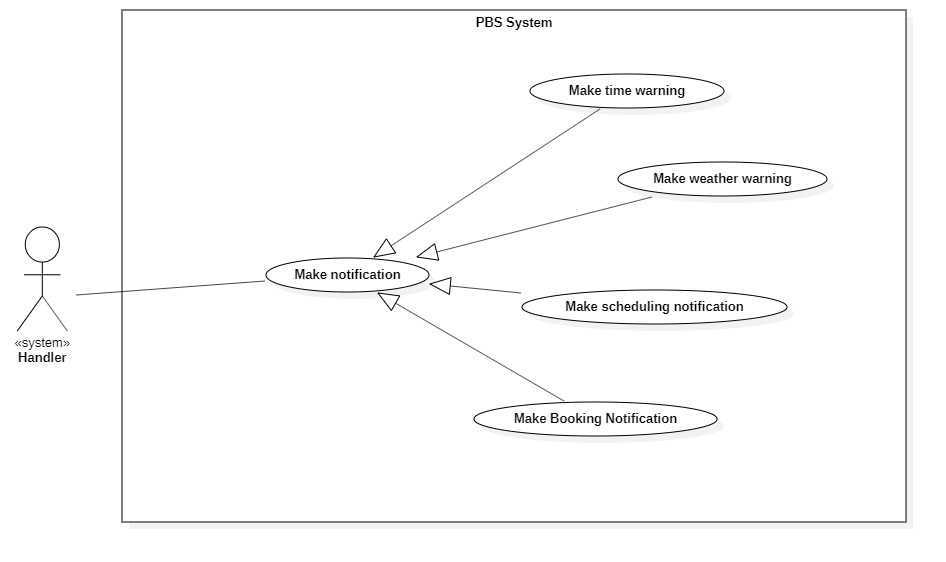 PBS System
Make time warning
Make weather warning
Make notification
Make scheduling notification
«system»
Handler
Make Booking Notification